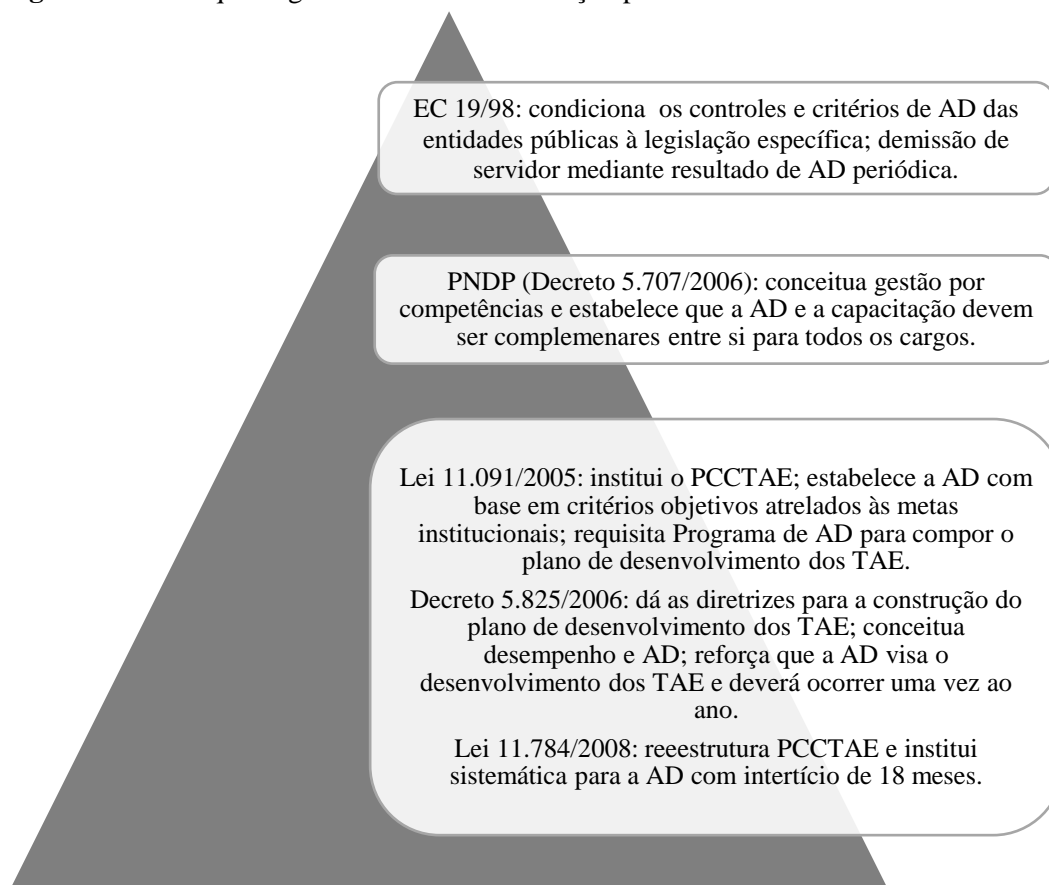 EC 19/98: condiciona os controles e critérios de AD das
entidades públicas à legislação específica; demissão de
servidor mediante resultado de AD periódica.
PNDP (Decreto 5.707/2006): conceitua gestão por
competências e estabelece que a AD e a capacitação devem
ser complemenares entre si para todos os cargos.
Lei 11.091/2005: institui o PCCTAE; estabelece a AD com
base em critérios objetivos atrelados às metas
institucionais; requisita Programa de AD para compor o
plano de desenvolvimento dos TAE.
Decreto 5.825/2006: dá as diretrizes para a construção do
plano de desenvolvimento dos TAE; conceitua
desempenho e AD; reforça que a AD visa o
desenvolvimento dos TAE e deverá ocorrer uma vez ao
ano.
Lei 11.784/2008: reeestrutura PCCTAE e institui
sistemática para a AD com intertício de 18 meses.